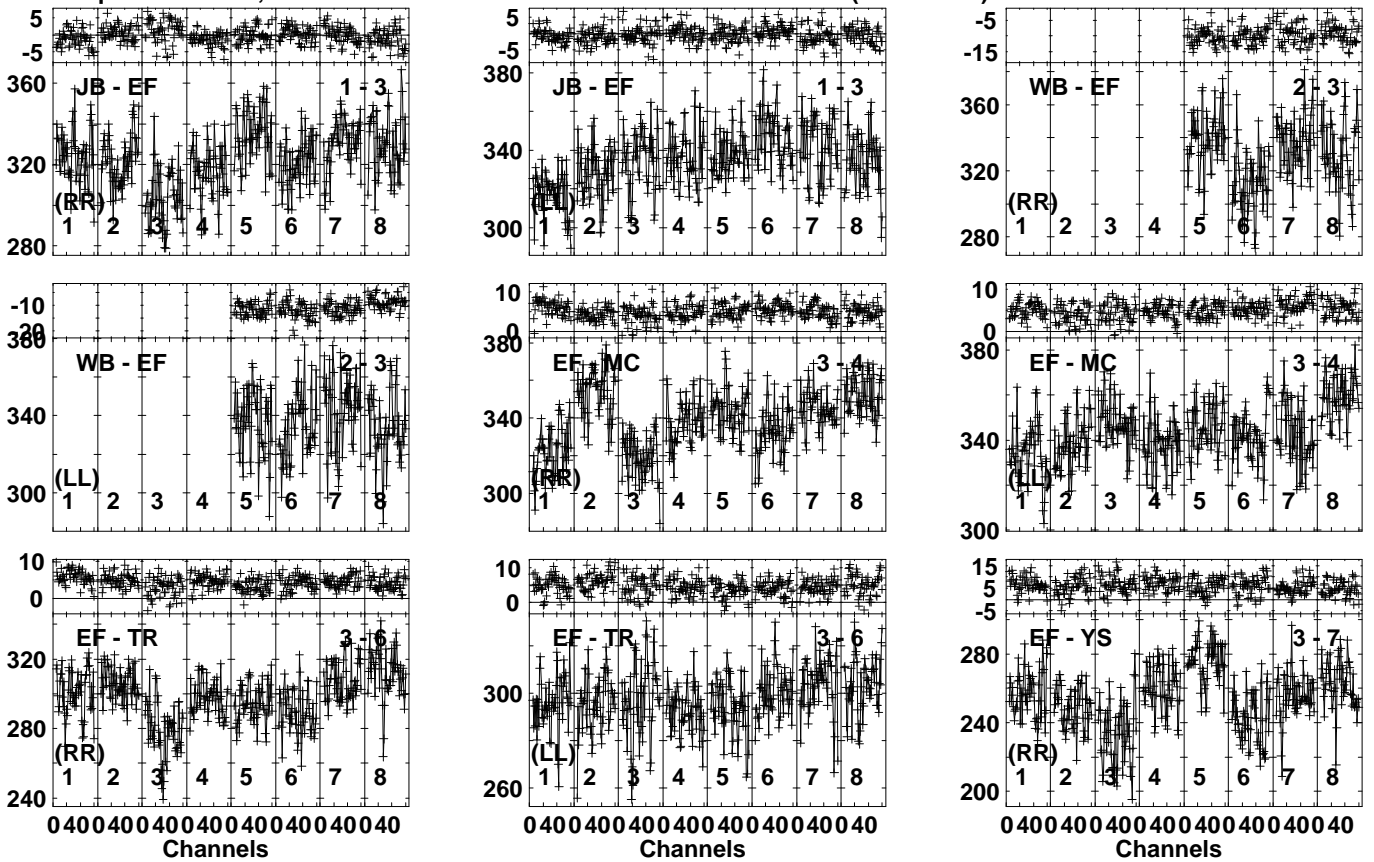 5 5 -5
-5 -5 -15
360 JB - EF 1 - 3 380 JB - EF 1 - 3 WB - EF 2 - 3
360
320 340 320
(RR) (LL) (RR)
1 2 3 4 5 6 7 8 300 1 2 3 4 5 6 7 8 1 2 3 4 5 6 7 8
280 280
-10 10 10
-20 0 0
380 WB - EF 2 - 3 380 EF - MC 3 - 4 380 EF - MC 3 - 4
340 340 340
(LL) (RR) (LL)
300 1 2 3 4 5 6 7 8 300 1 2 3 4 5 6 7 8 1 2 3 4 5 6 7 8
300
10 10 15
0 0 5
-5
EF - TR 3 - 6 EF - TR 3 - 6 EF - YS 3 - 7
320 300 280
280 240
(RR) (LL) (RR)
1 2 3 4 5 6 7 8 260 1 2 3 4 5 6 7 8 200 1 2 3 4 5 6 7 8
240
0 40 0 40 0 40 0 40 0 40 0 40 0 40 0 40 0 40 0 40 0 40 0 40 0 40 0 40 0 40 0 40 0 40 0 40 0 40 0 40 0 40 0 40 0 40 0 40
Channels Channels Channels